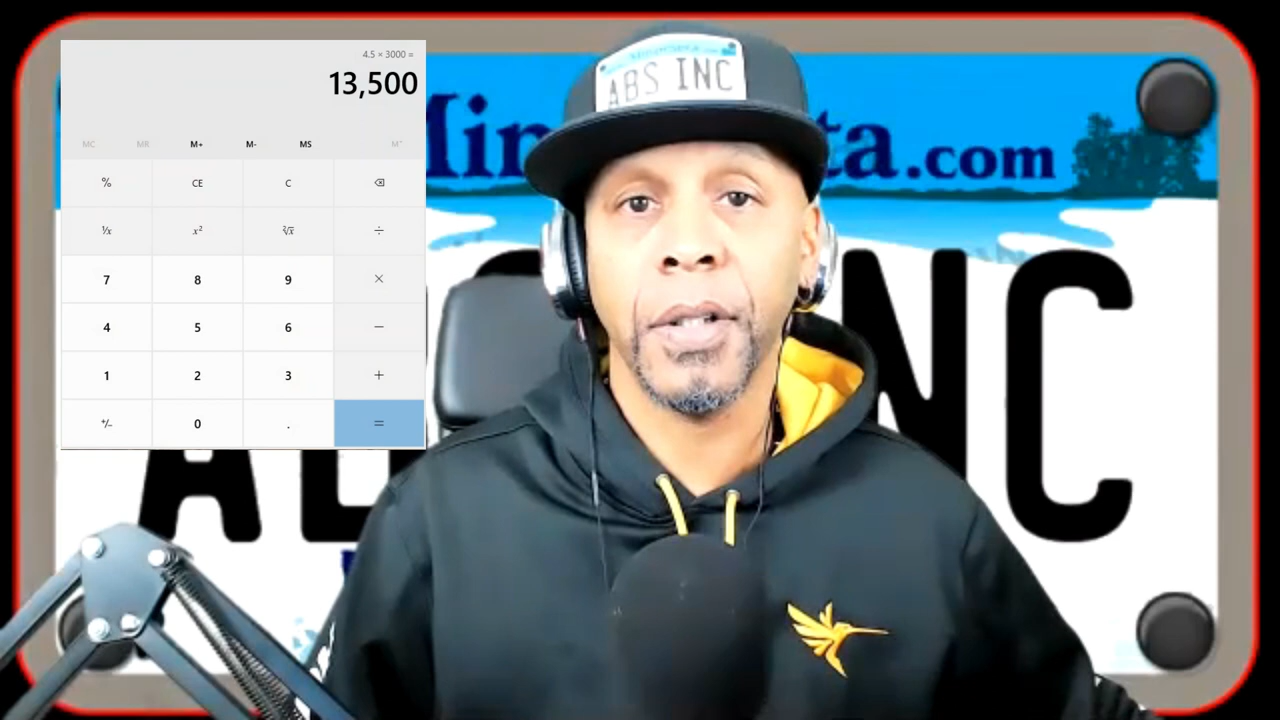 4.5 × 3000 =
13,500
MC MR M+ M- MS M˅
% CE C ⌫
¹⁄x x² ²√x ÷
7 8 9 ×
4 5 6 −
1 2 3 +
+/− 0 . =
ABS INC
.com
NC